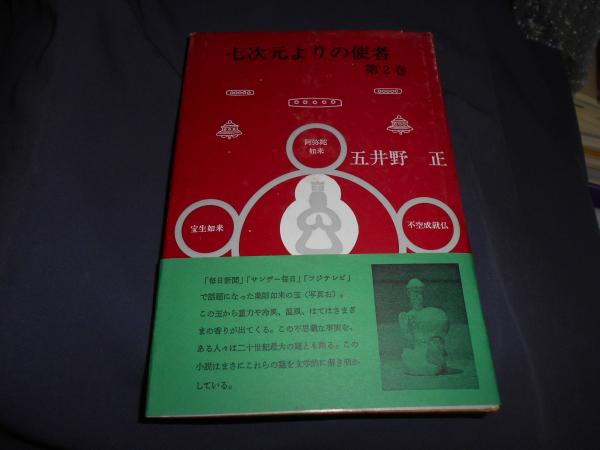 七次元よりの使者
第2巻
五井野 正
阿弥陀
如来
宝生如来
不空成就仏
「毎日新聞」「サンデー毎日」「フジテレビ」
で話題になった薬師如来の玉(写真右)。
この玉から重力や冷風、温風、はてはさまざ
まの香りが出てくる。この不思議な事実を、
ある人々は二十世紀最大の謎とも断る。この
小説はまさにこれらの謎を文学的に解き明か
している。